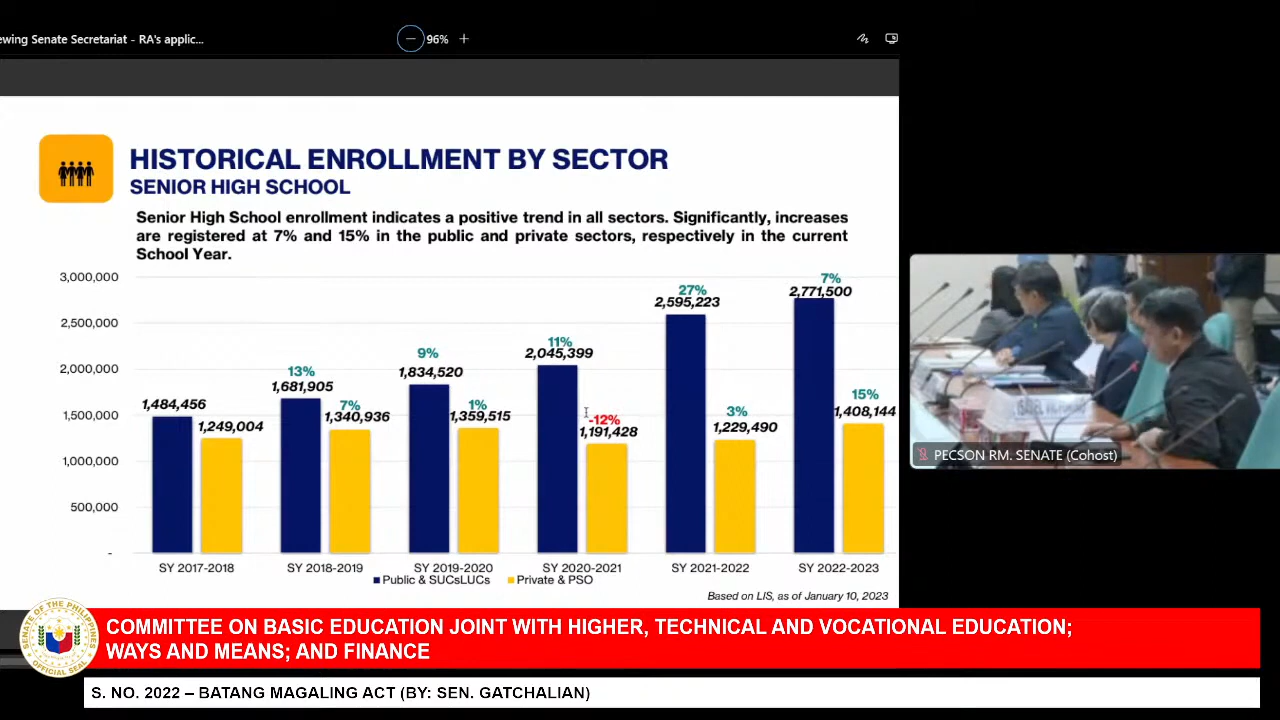 ewing Senate Secretariat - RA's applic...
96%
HISTORICAL ENROLLMENT BY SECTOR
SENIOR HIGH SCHOOL
Senior High School enrollment indicates a positive trend in all sectors. Significantly, increases
are registered at 7% and 15% in the public and private sectors, respectively in the current
School Year.
3,000,000
2,500,000
2,000,000
1,500,000
1,000,000
500,000
-
1,484,456
1,249,004
13%
1,681,905
7%
1,340,936
9%
1,834,520
1%
1,359,515
11%
2,045,399
-12%
1,191,428
27%
2,595,223
3%
1,229,490
7%
2,771,500
15%
1,408,144
SY 2017-2018
SY 2018-2019
SY 2019-2020
SY 2020-2021
SY 2021-2022
SY 2022-2023
Public & SUCsLUCs
Private & PSO
Based on LIS, as of January 10, 2023
PECSON RM. SENATE (Cohost)
SENATE OF THE PHILIPPINES
OFFICIAL SEAL
COMMITTEE ON BASIC EDUCATION JOINT WITH HIGHER, TECHNICAL AND VOCATIONAL EDUCATION;
WAYS AND MEANS; AND FINANCE
S. NO. 2022 – BATANG MAGALING ACT (BY: SEN. GATCHALIAN)